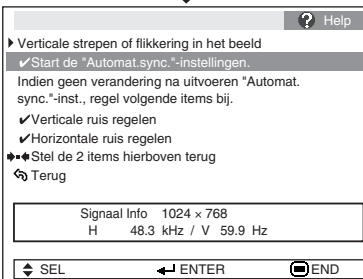 ? Help
Verticale strepen of flikkering in het beeld
✔Start de "Automat.sync."-instellingen.
Indien geen verandering na uitvoeren "Automat.
sync."-inst., regel volgende items bij.
✔Verticale ruis regelen
✔Horizontale ruis regelen
Stel de 2 items hierboven terug
Terug
Signaal Info 1024 × 768
H 48.3 kHz / V 59.9 Hz
SEL ENTER END